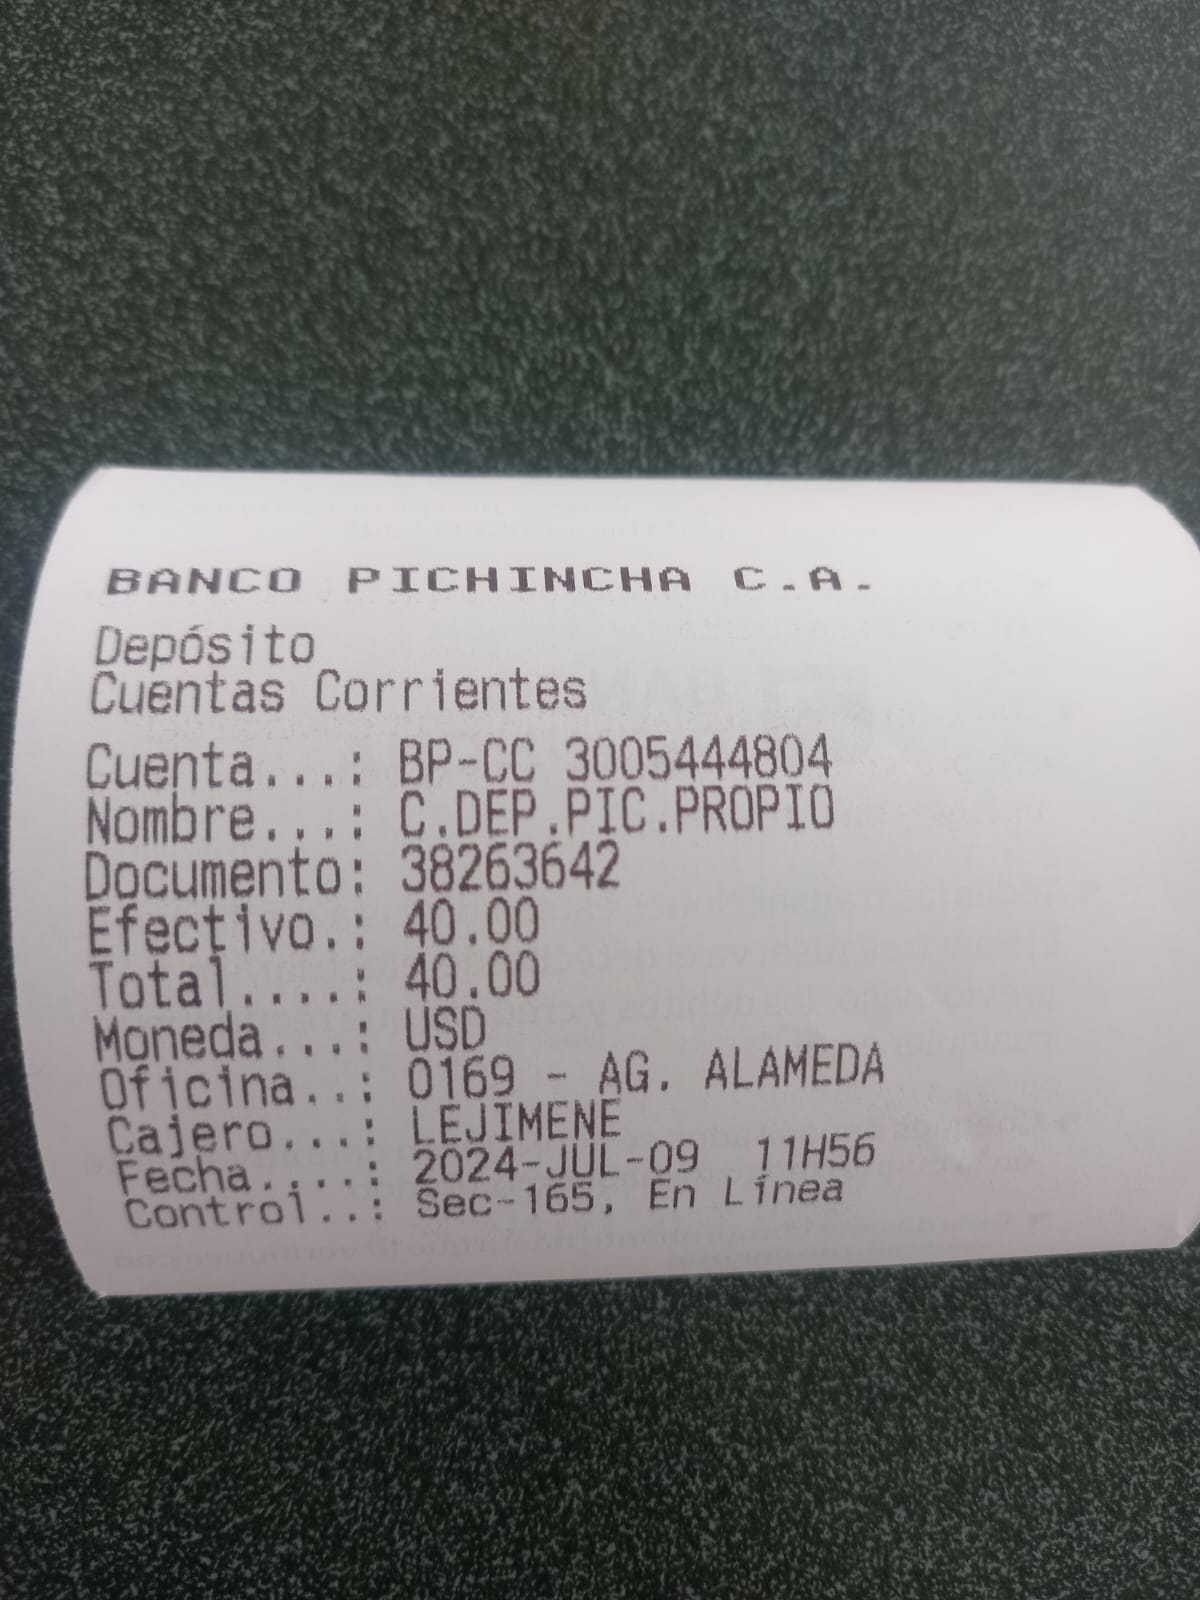 BANCO PICHINCHA C.A.
Depósito
Cuentas Corrientes
Cuenta...: BP-CC 3005444804
Nombre...: C.DEP.PIC.PROPIO
Documento: 38263642
Efectivo.: 40.00
Total....: 40.00
Moneda...: USD
Oficina..: 0169 - AG. ALAMEDA
Cajero...: LEJIMENE
Fecha....: 2024-JUL-09 11H56
Control..: Sec-165, En Línea